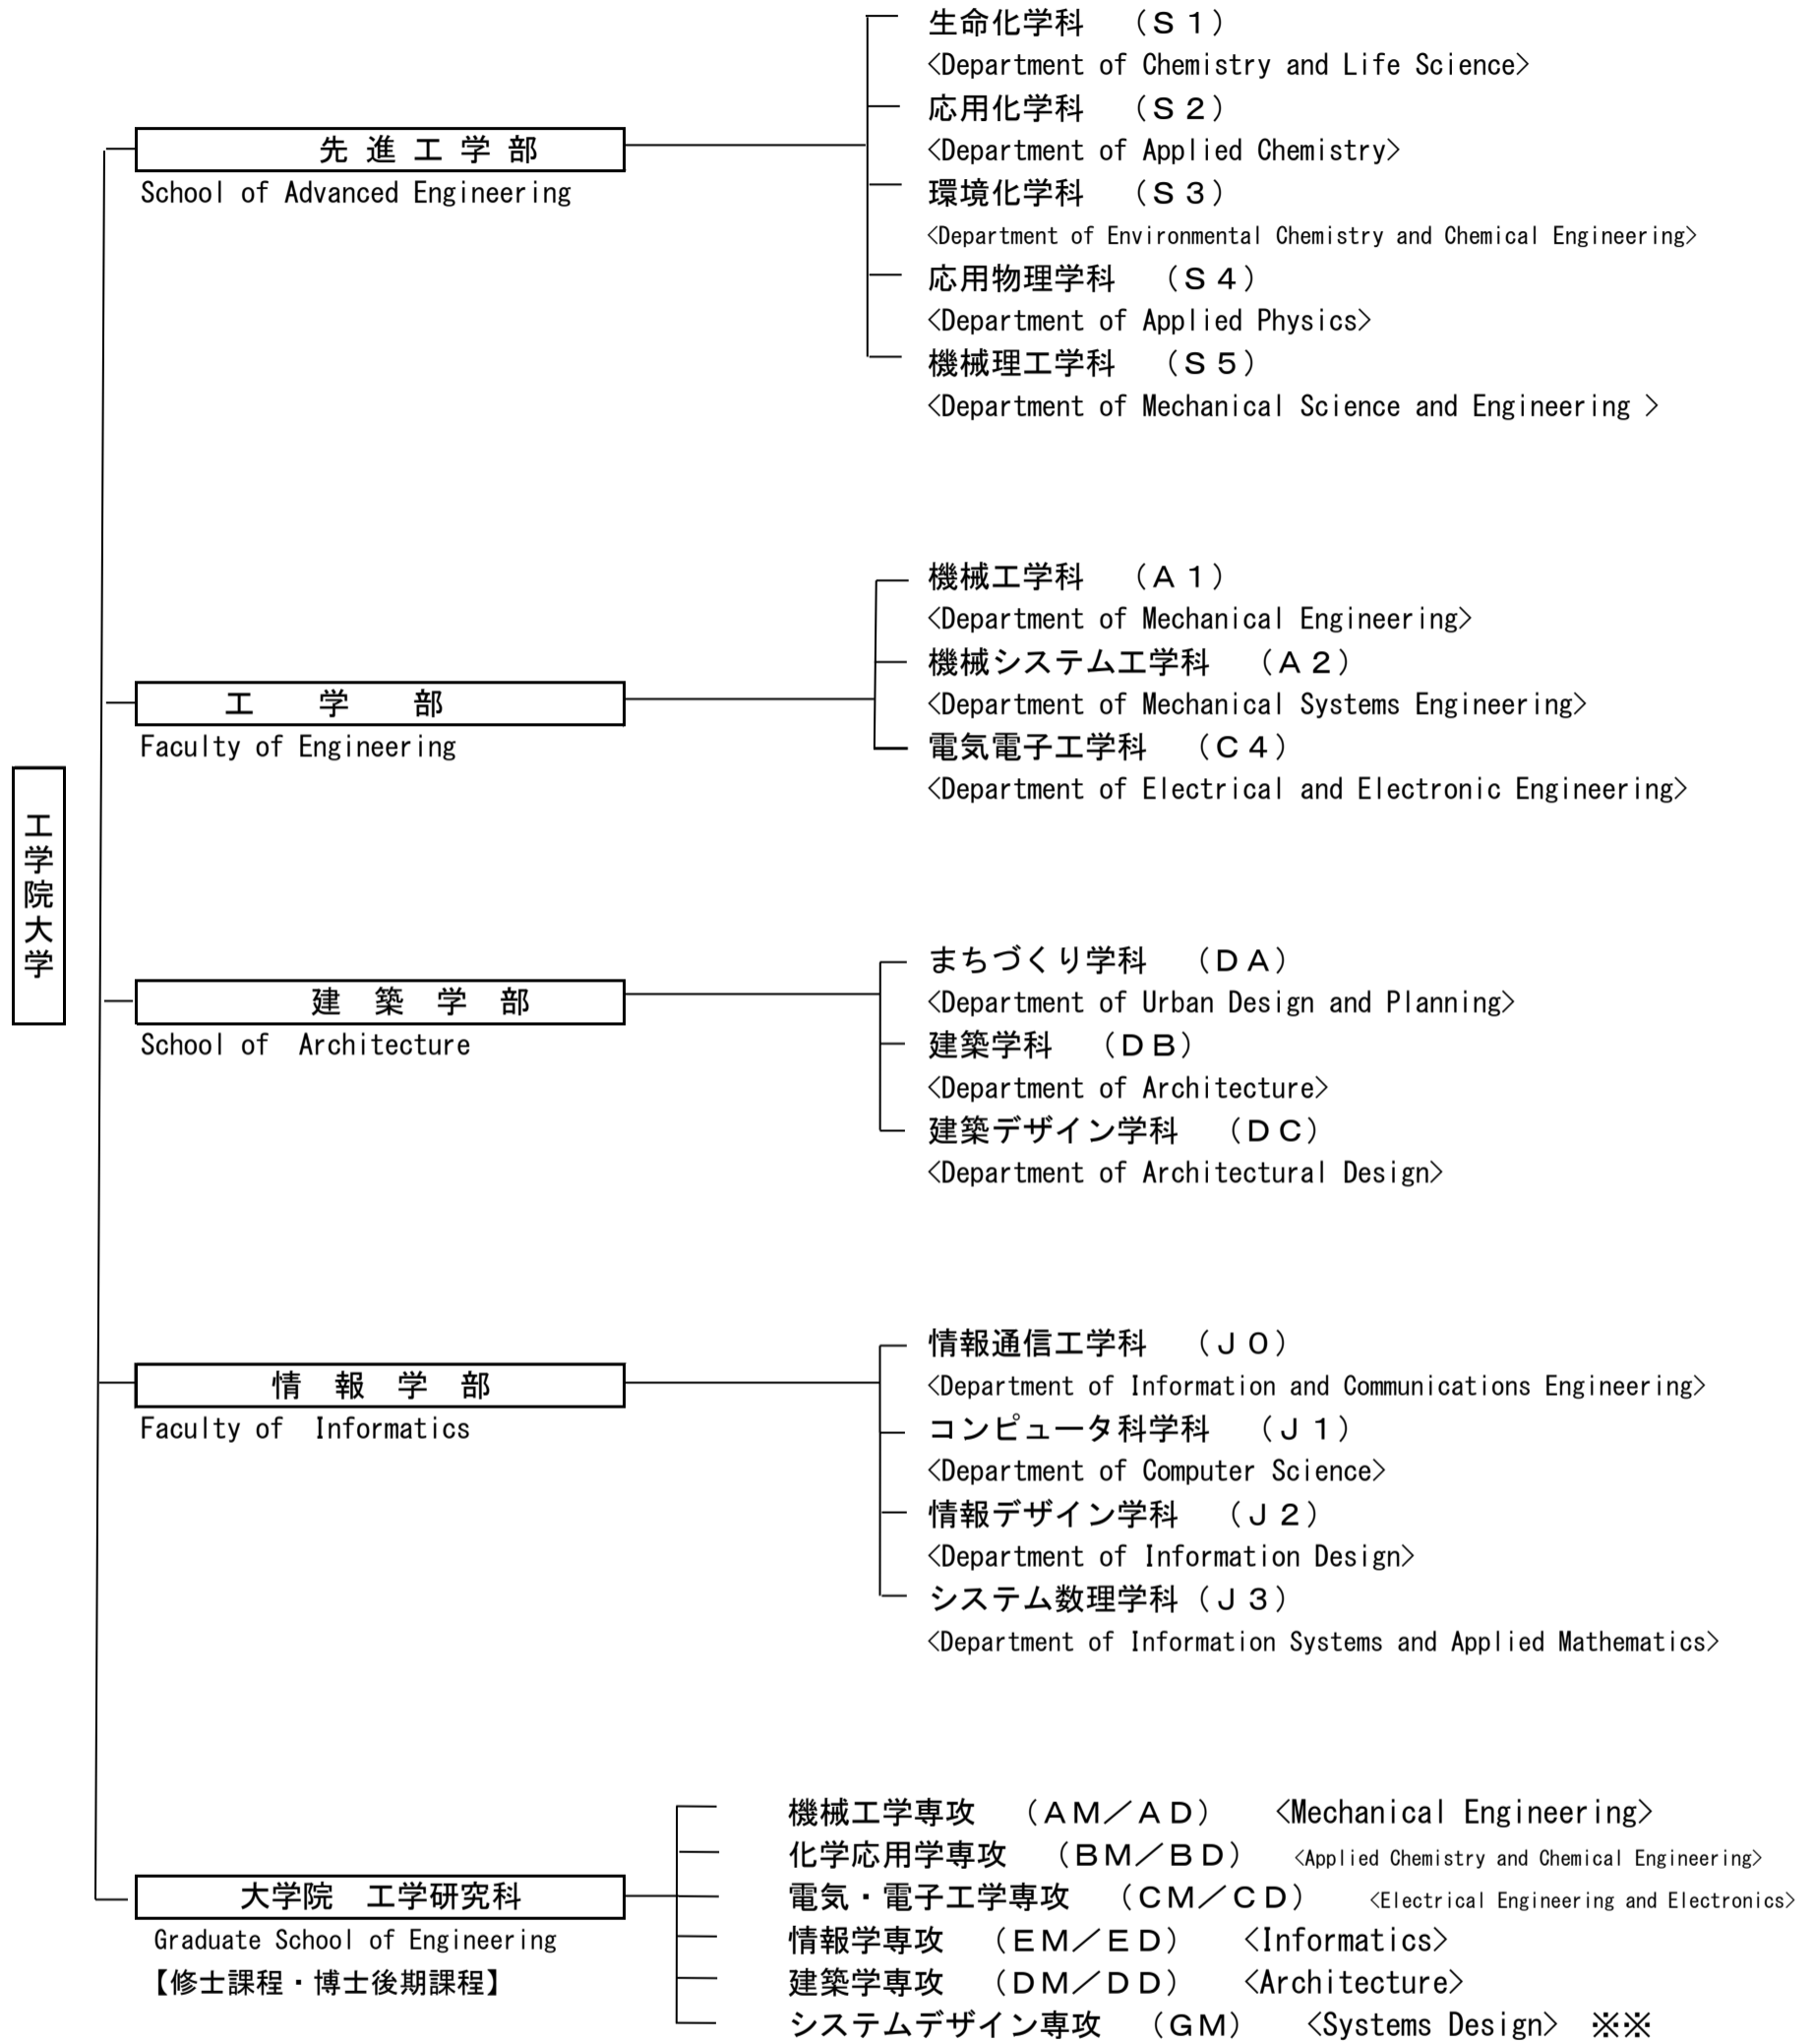 工学院大学
先進工学部
School of Advanced Engineering
生命化学科　（Ｓ１）
<Department of Chemistry and Life Science>
応用化学科　（Ｓ２）
<Department of Applied Chemistry>
環境化学科　（Ｓ３）
<Department of Environmental Chemistry and Chemical Engineering>
応用物理学科　（Ｓ４）
<Department of Applied Physics>
機械理工学科　（Ｓ５）
<Department of Mechanical Science and Engineering >
工　学　部
Faculty of Engineering
機械工学科　（Ａ１）
<Department of Mechanical Engineering>
機械システム工学科　（Ａ２）
<Department of Mechanical Systems Engineering>
電気電子工学科　（Ｃ４）
<Department of Electrical and Electronic Engineering>
建　築　学　部
School of Architecture
まちづくり学科　（ＤＡ）
<Department of Urban Design and Planning>
建築学科　（ＤＢ）
<Department of Architecture>
建築デザイン学科　（ＤＣ）
<Department of Architectural Design>
情　報　学　部
Faculty of Informatics
情報通信工学科　（Ｊ０）
<Department of Information and Communications Engineering>
コンピュータ科学科　（Ｊ１）
<Department of Computer Science>
情報デザイン学科　（Ｊ２）
<Department of Information Design>
システム数理学科（Ｊ３）
<Department of Information Systems and Applied Mathematics>
大学院　工学研究科
Graduate School of Engineering
【修士課程・博士後期課程】
機械工学専攻　（ＡＭ／ＡＤ）　<Mechanical Engineering>
化学応用学専攻　（ＢＭ／ＢＤ）　<Applied Chemistry and Chemical Engineering>
電気・電子工学専攻　（ＣＭ／ＣＤ）　<Electrical Engineering and Electronics>
情報学専攻　（ＥＭ／ＥＤ）　<Informatics>
建築学専攻　（ＤＭ／ＤＤ）　<Architecture>
システムデザイン専攻　（ＧＭ）　<Systems Design>　※※